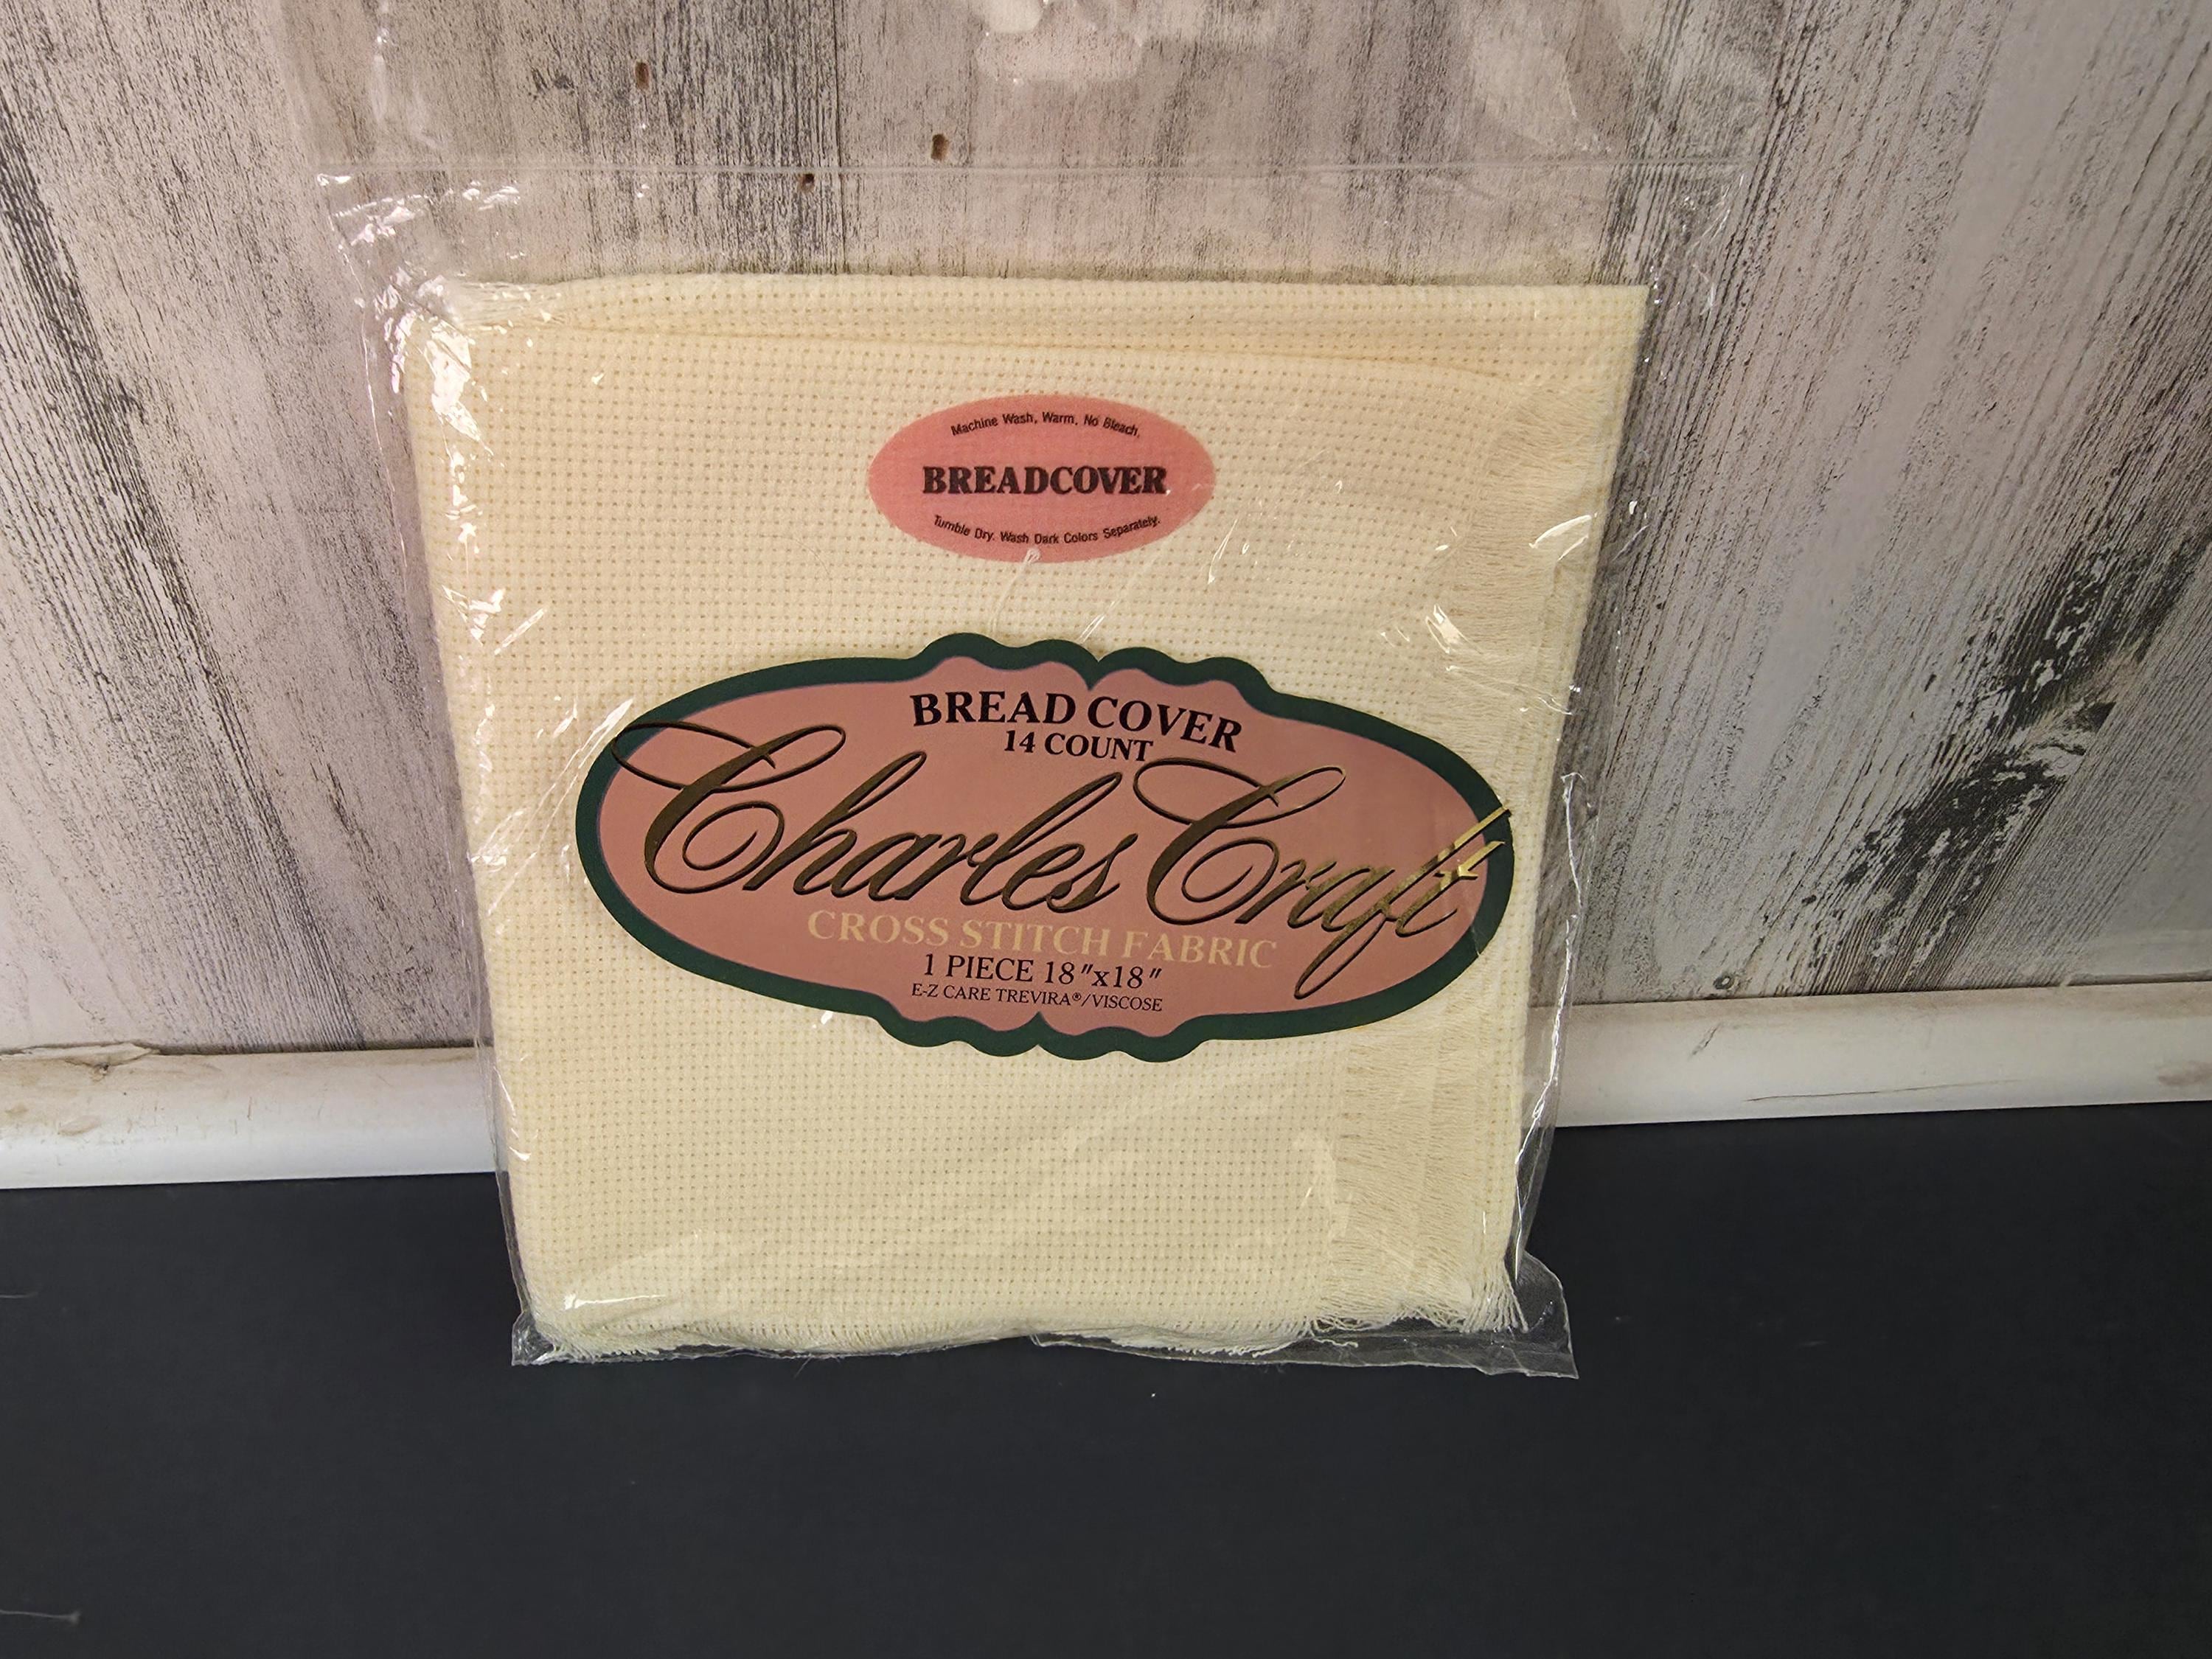 Machine Wash, Warm, No Bleach,
BREADCOVER
Tumble Dry. Wash Dark Colors Separately.
BREAD COVER
14 COUNT
Charles Craft
CROSS STITCH FABRIC
1 PIECE 18"x18"
E-Z CARE TREVIRA®/VISCOSE